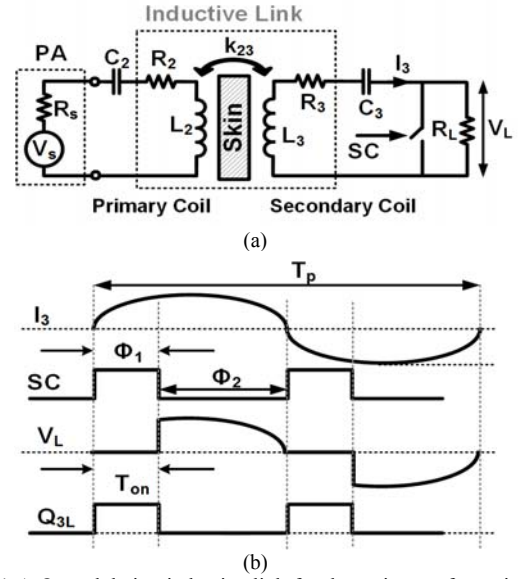 Inductive Link
PA
C2
R2
k23
I3
Rs
Vs
L2
Skin
L3
R3
C3
SC
RL
VL
Primary Coil
Secondary Coil
(a)
Tp
I3
Φ1
SC
Φ2
VL
Ton
Q3L
(b)